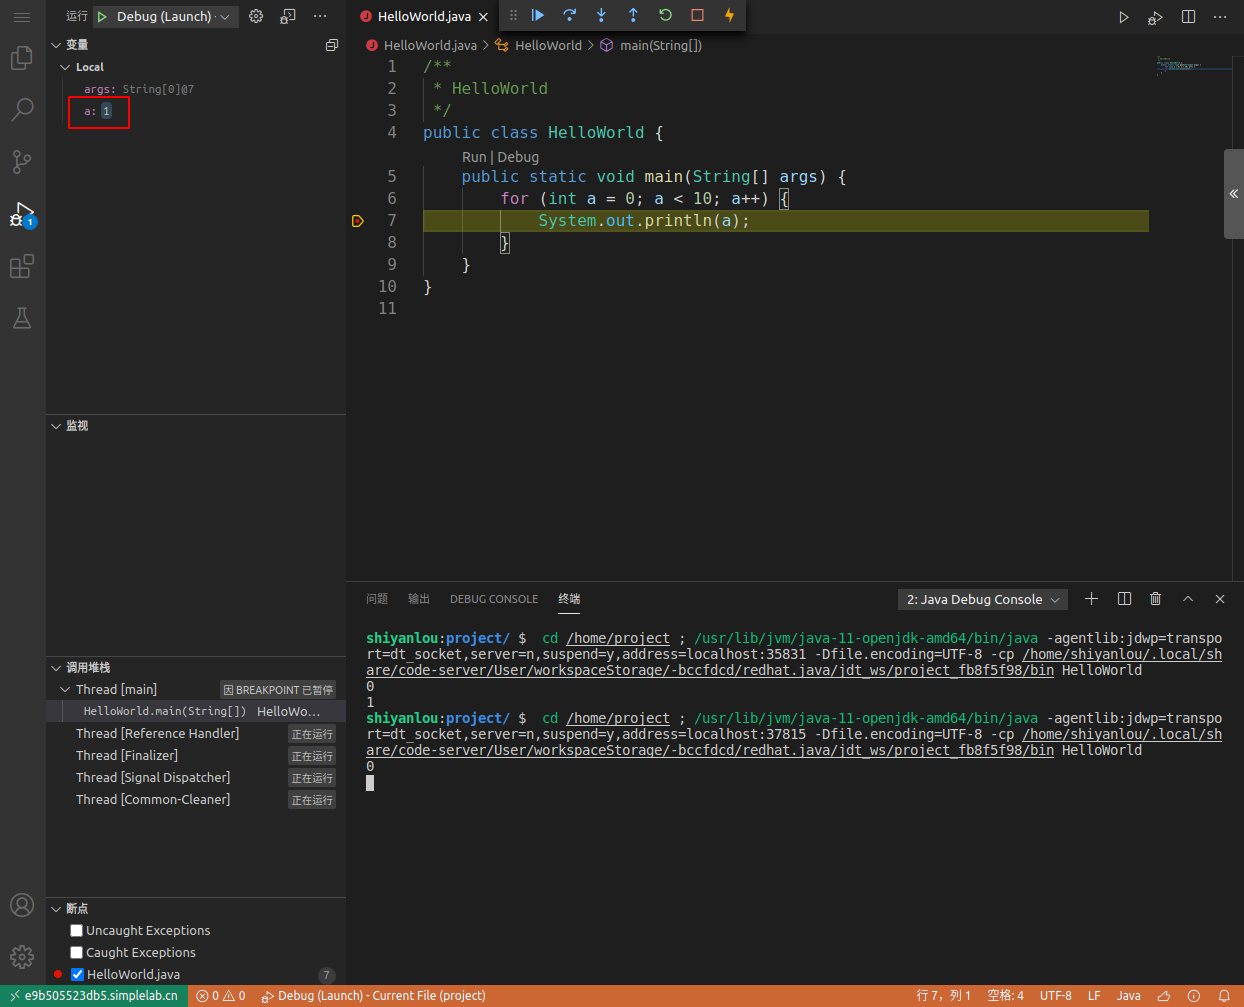 运行 Debug (Launch)
变量
Local
args: String[0]@7
a: 1
监视
调用堆栈
Thread [main] 因 BREAKPOINT 已暂停
HelloWorld.main(String[]) HelloWo...
Thread [Reference Handler] 正在运行
Thread [Finalizer] 正在运行
Thread [Signal Dispatcher] 正在运行
Thread [Common-Cleaner] 正在运行
断点
Uncaught Exceptions
Caught Exceptions
HelloWorld.java 7
1
HelloWorld.java
HelloWorld.java > HelloWorld > main(String[])
1 /**
2 * HelloWorld
3 */
4 public class HelloWorld {
Run | Debug
5 public static void main(String[] args) {
6 for (int a = 0; a < 10; a++) {
7 System.out.println(a);
8 }
9 }
10 }
11
问题 输出 DEBUG CONSOLE 终端 2: Java Debug Console
shiyanlou:project/ $ cd /home/project ; /usr/lib/jvm/java-11-openjdk-amd64/bin/java -agentlib:jdwp=transpo
rt=dt_socket,server=n,suspend=y,address=localhost:35831 -Dfile.encoding=UTF-8 -cp /home/shiyanlou/.local/sh
are/code-server/User/workspaceStorage/-bccfdcd/redhat.java/jdt_ws/project_fb8f5f98/bin HelloWorld
0
1
shiyanlou:project/ $ cd /home/project ; /usr/lib/jvm/java-11-openjdk-amd64/bin/java -agentlib:jdwp=transpo
rt=dt_socket,server=n,suspend=y,address=localhost:37815 -Dfile.encoding=UTF-8 -cp /home/shiyanlou/.local/sh
are/code-server/User/workspaceStorage/-bccfdcd/redhat.java/jdt_ws/project_fb8f5f98/bin HelloWorld
0
e9b505523db5.simplelab.cn 0 0 Debug (Launch) - Current File (project) 行 7，列 1 空格: 4 UTF-8 LF Java